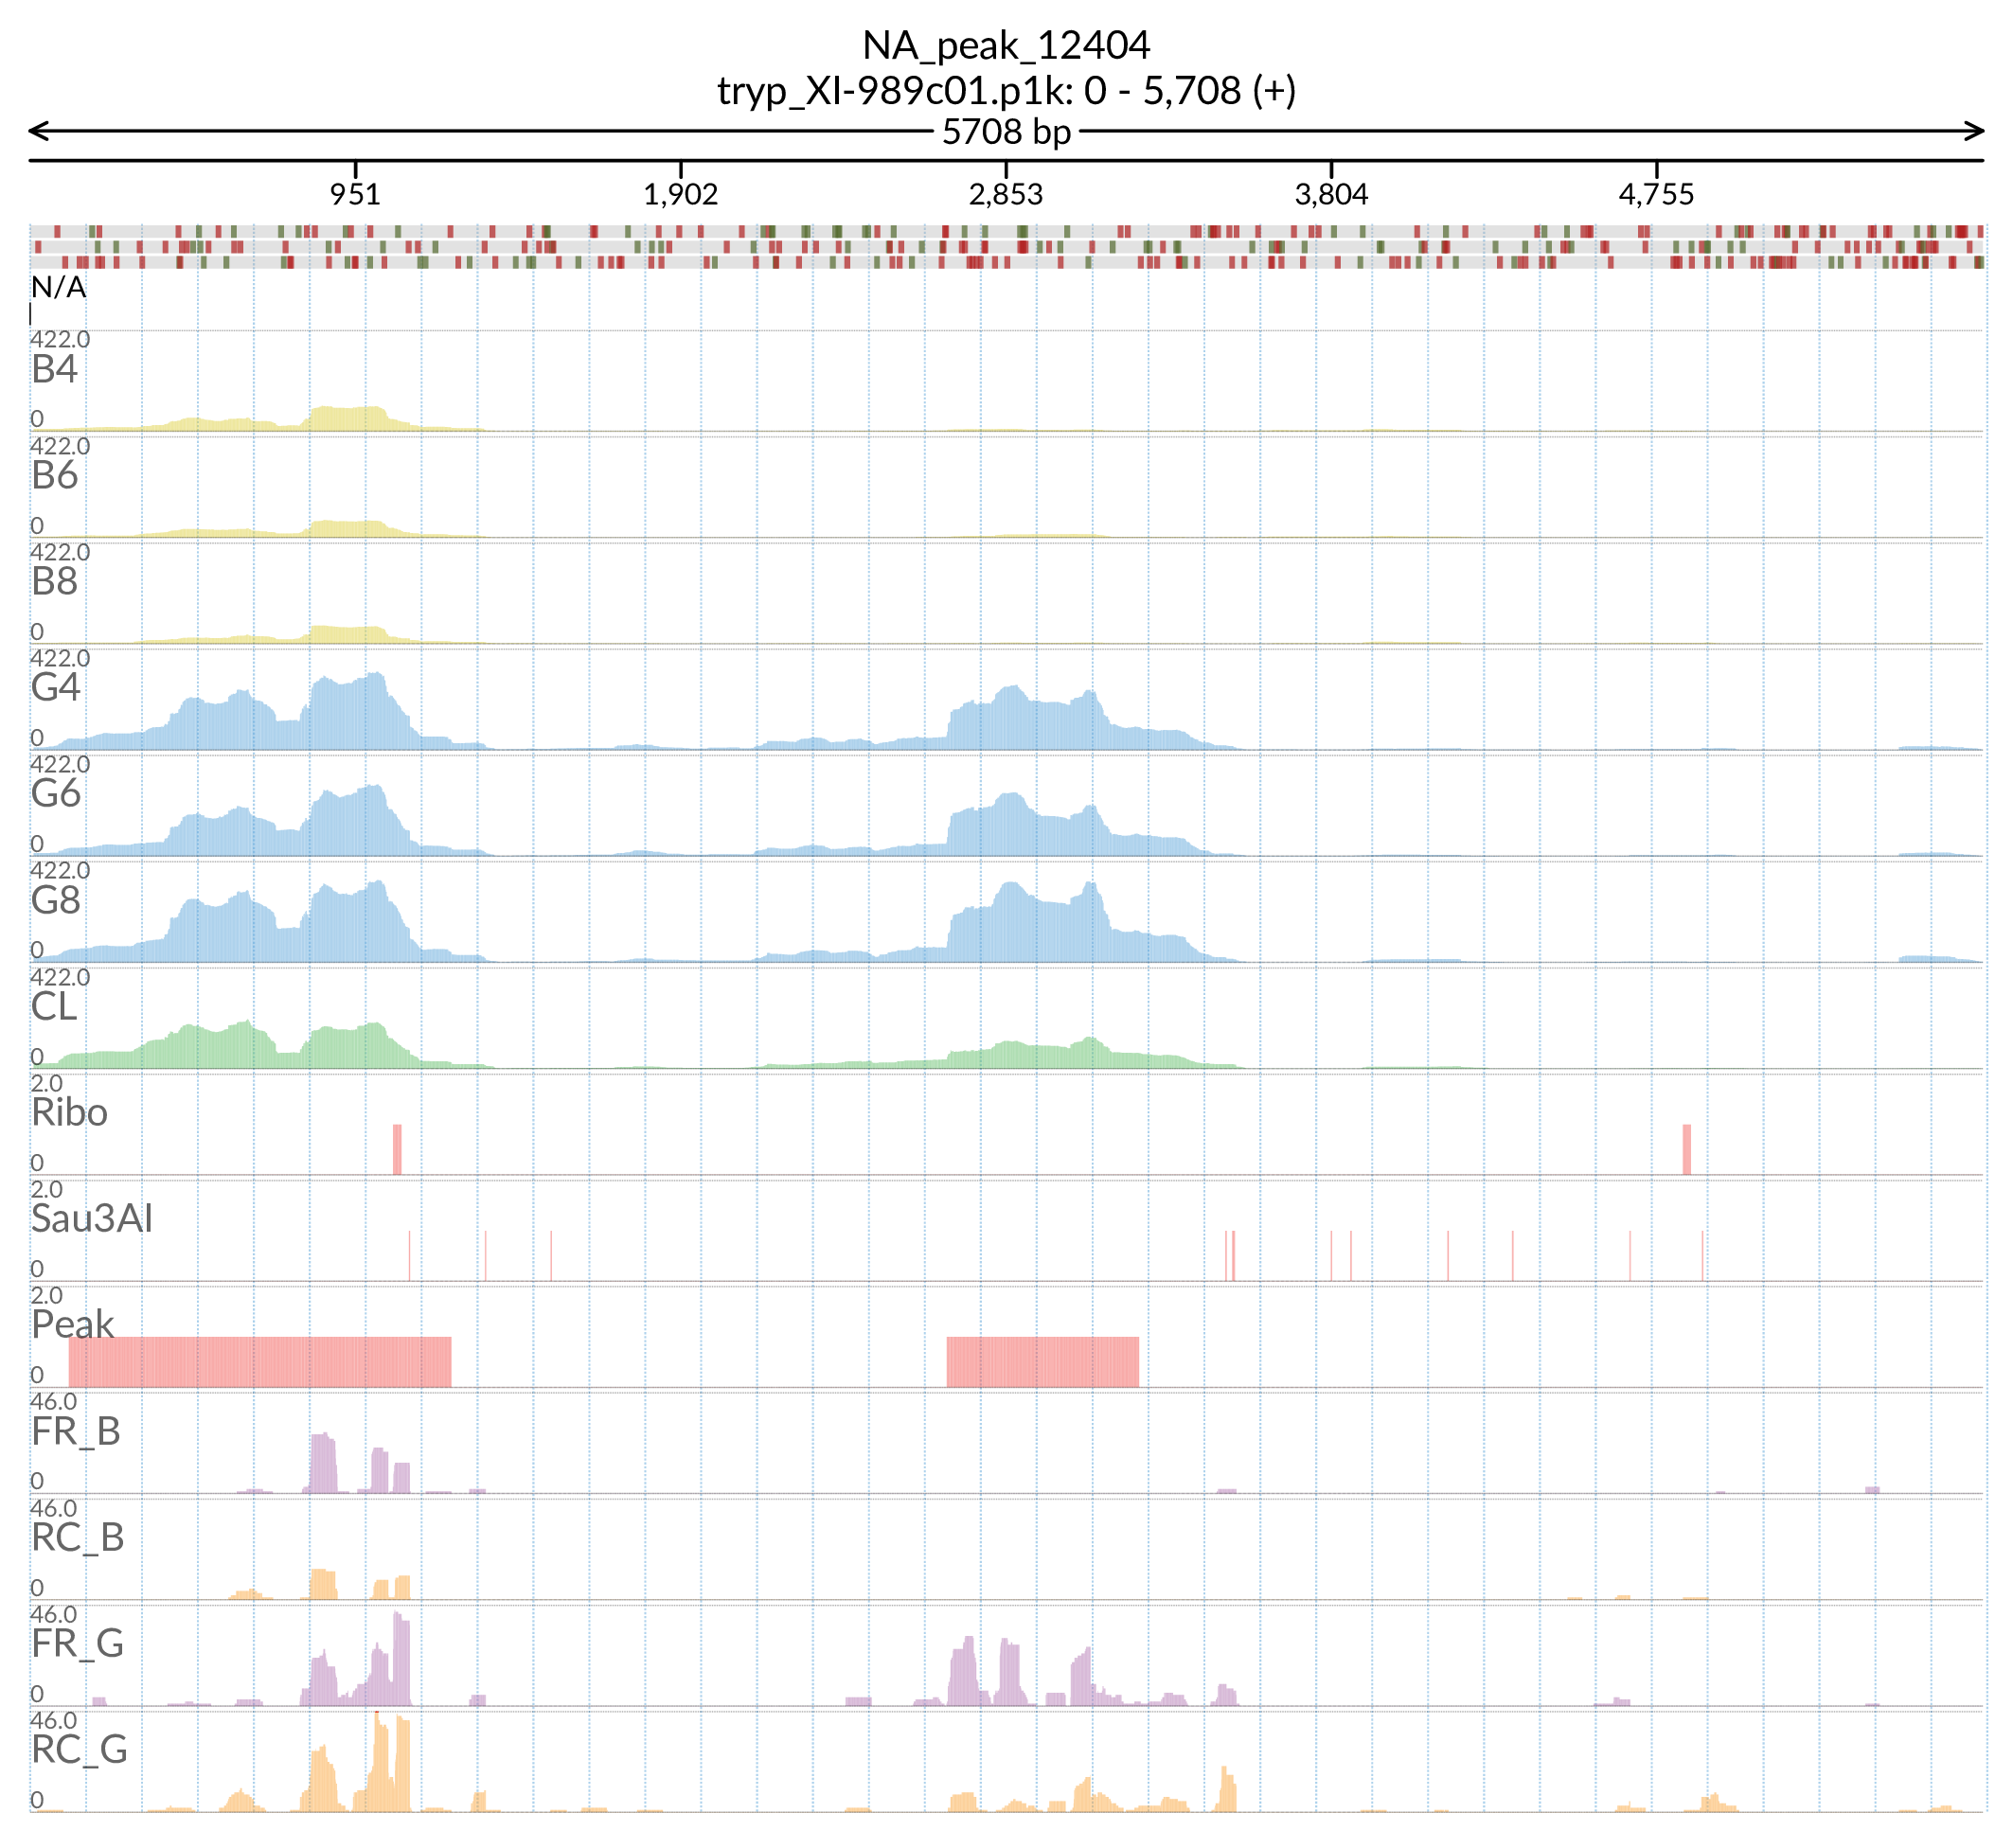 NA_peak_12404
tryp_XI-989c01.p1k: 0 - 5,708 (+)
5708 bp
951 1,902 2,853 3,804 4,755
N/A
422.0
B4
0
422.0
B6
0
422.0
B8
0
422.0
G4
0
422.0
G6
0
422.0
G8
0
422.0
CL
0
2.0
Ribo
0
2.0
Sau3AI
0
2.0
Peak
0
46.0
FR_B
0
46.0
RC_B
0
46.0
FR_G
0
46.0
RC_G
0